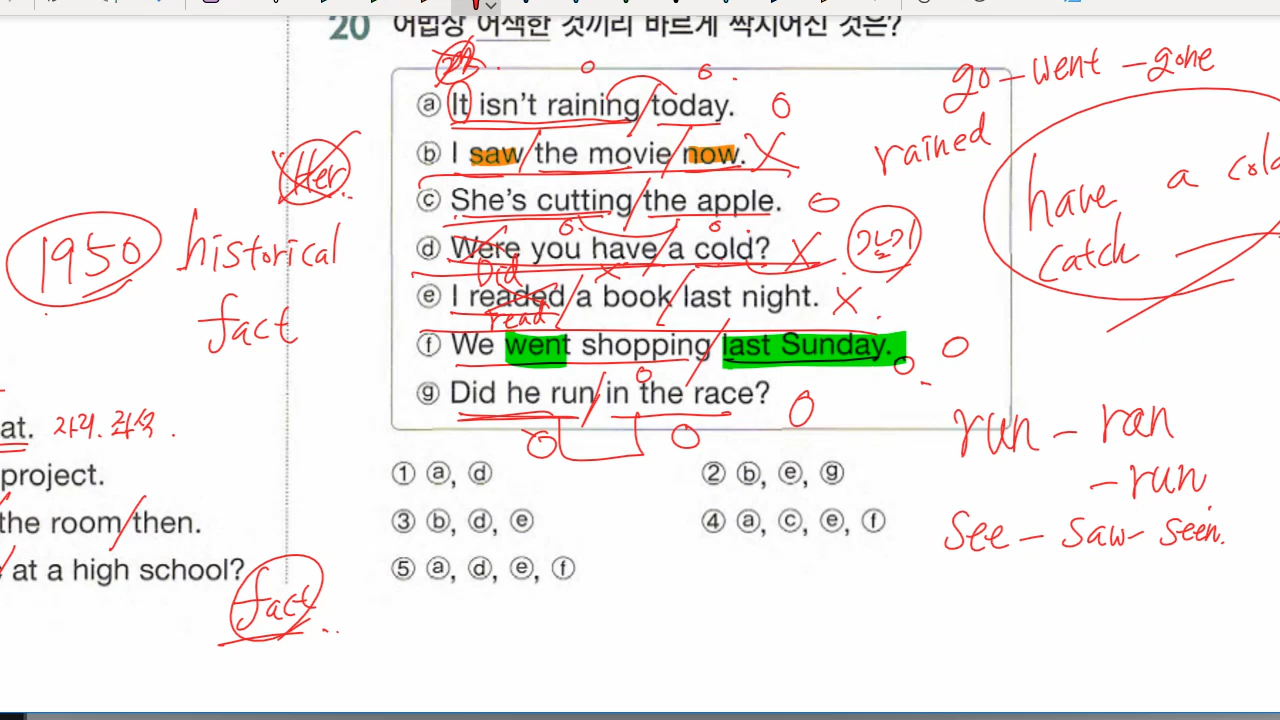 20 어법상 어색한 것끼리 바르게 짝지어진 것은?
ⓐ It isn't raining today. O
ⓑ I saw the movie now. X
ⓒ She's cutting the apple. O
ⓓ Were you have a cold? X
Did
ⓔ I readed a book last night. X
read
ⓕ We went shopping last Sunday. O
ⓖ Did he run in the race? O
① ⓐ, ⓓ
② ⓑ, ⓔ, ⓖ
③ ⓑ, ⓓ, ⓔ
④ ⓐ, ⓒ, ⓔ, ⓕ
⑤ ⓐ, ⓓ, ⓔ, ⓕ
go - went - gone
rained
have a cold
catch
감기
run - ran
- run
see - saw - seen.
Her
1950 historical
fact
at. 자리. 좌석.
project.
the room then.
at a high school?
fact